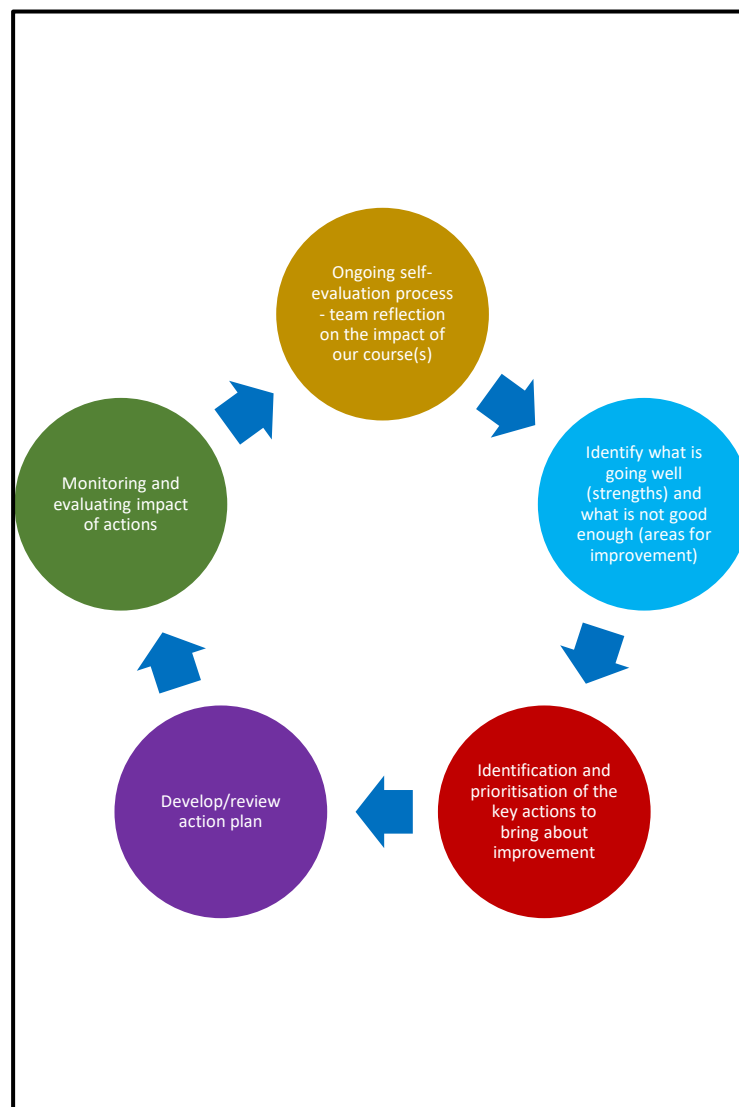 Ongoing self-
evaluation process
- team reflection
on the impact of
our course(s)
Identify what is
going well
(strengths) and
what is not good
enough (areas for
improvement)
Identification and
prioritisation of the
key actions to
bring about
improvement
Develop/review
action plan
Monitoring and
evaluating impact
of actions